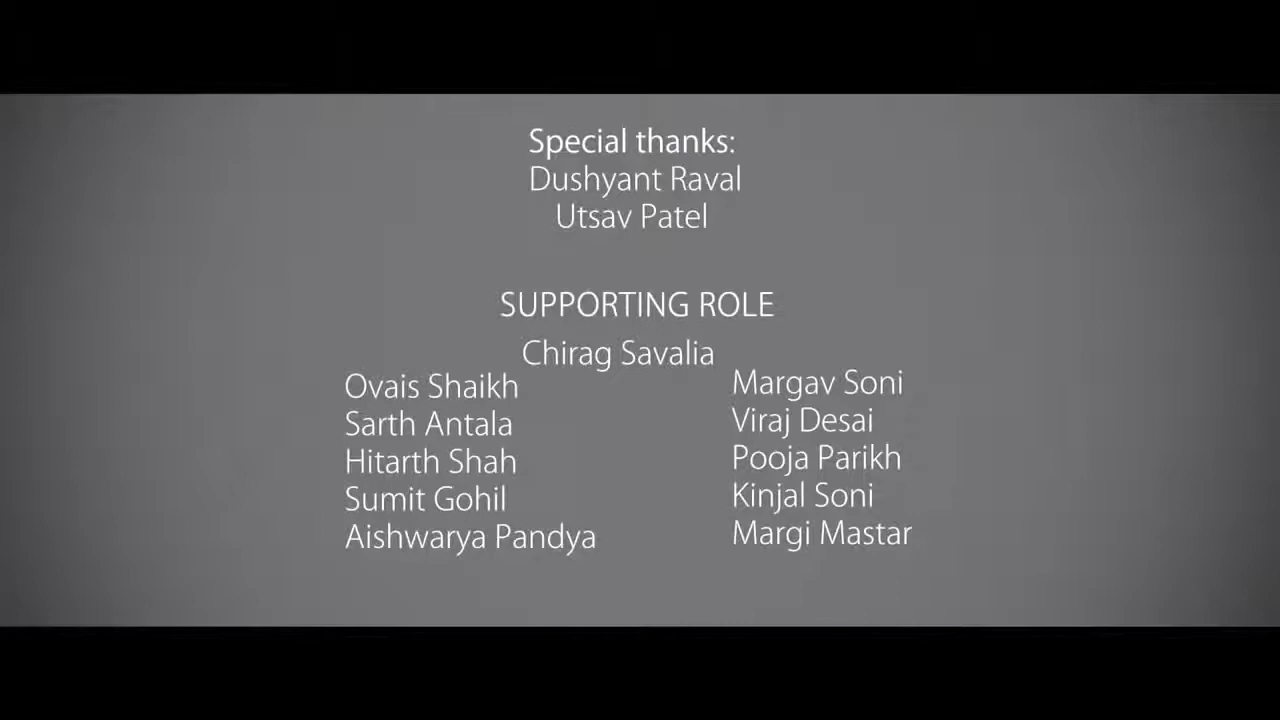 Special thanks:
Dushyant Raval
Utsav Patel
SUPPORTING ROLE
Chirag Savalia
Ovais Shaikh
Sarth Antala
Hitarth Shah
Sumit Gohil
Aishwarya Pandya
Margav Soni
Viraj Desai
Pooja Parikh
Kinjal Soni
Margi Mastar